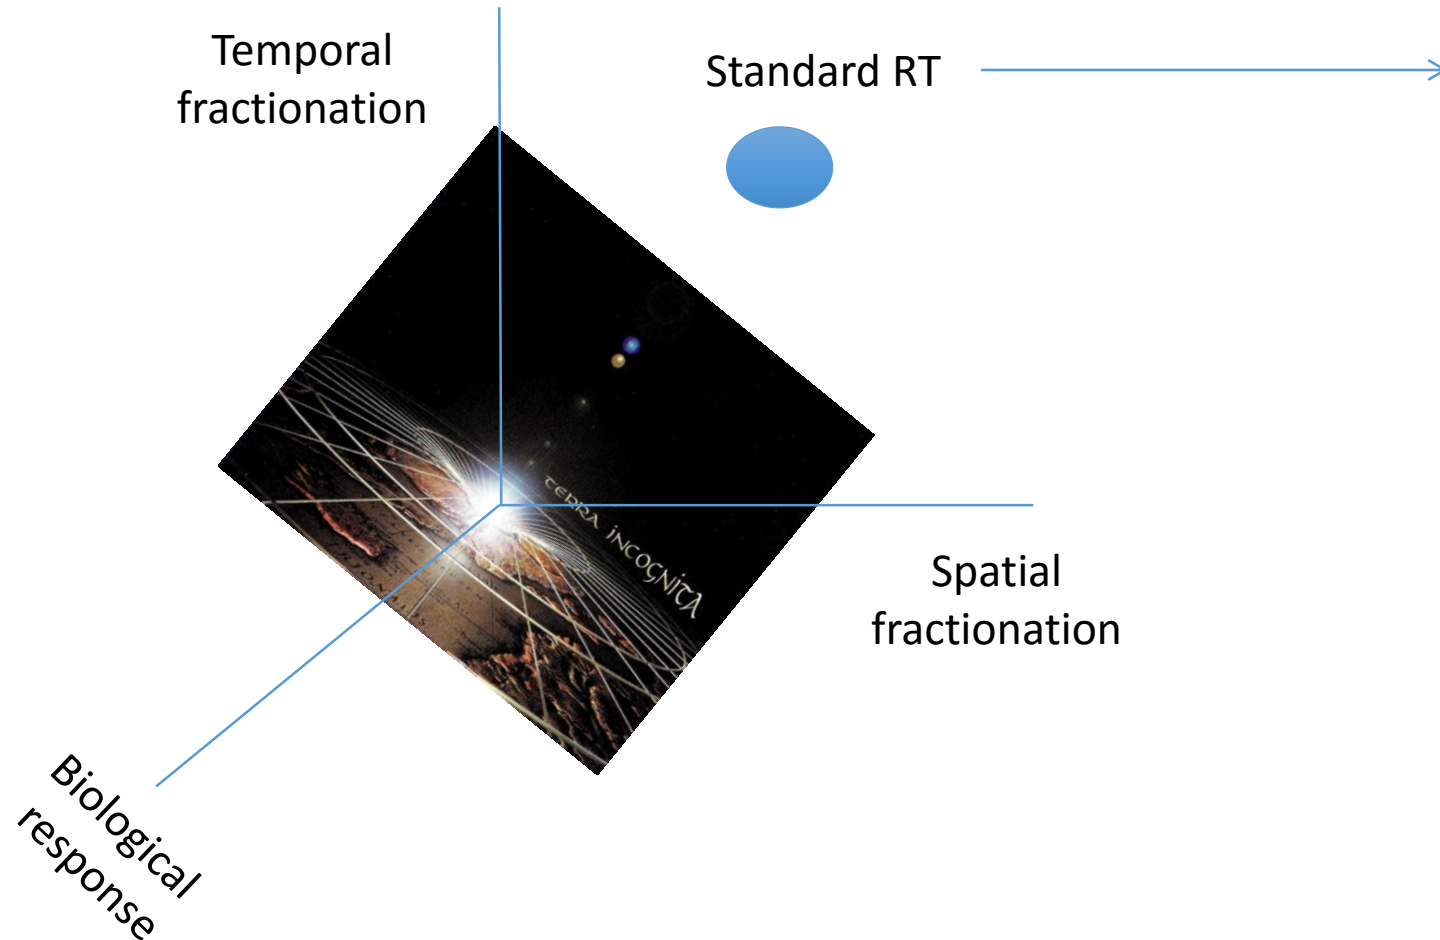 Temporal
fractionation
Standard RT
TERRA INCOGNITA
Spatial
fractionation
Biological
response